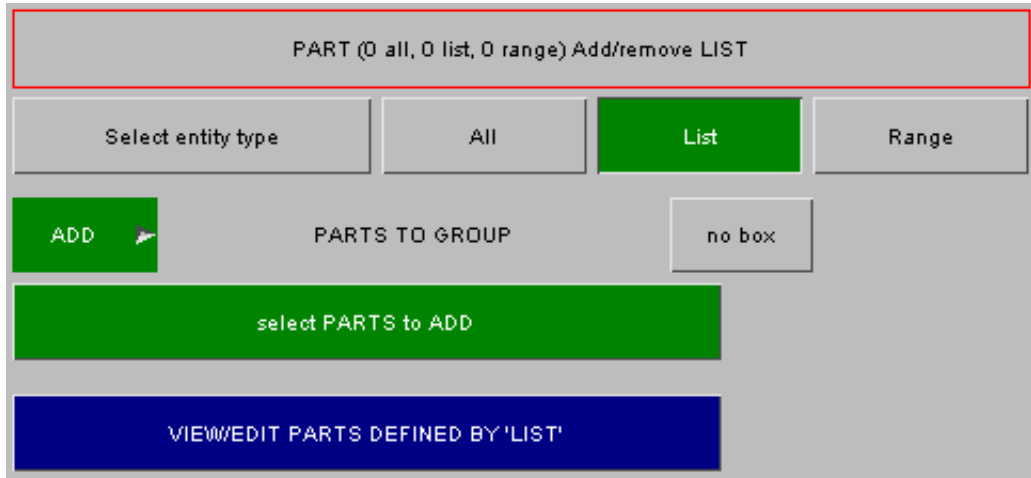 PART (0 all, 0 list, 0 range) Add/remove LIST
Select entity type All List Range
ADD PARTS TO GROUP no box
select PARTS to ADD
VIEW/EDIT PARTS DEFINED BY 'LIST'